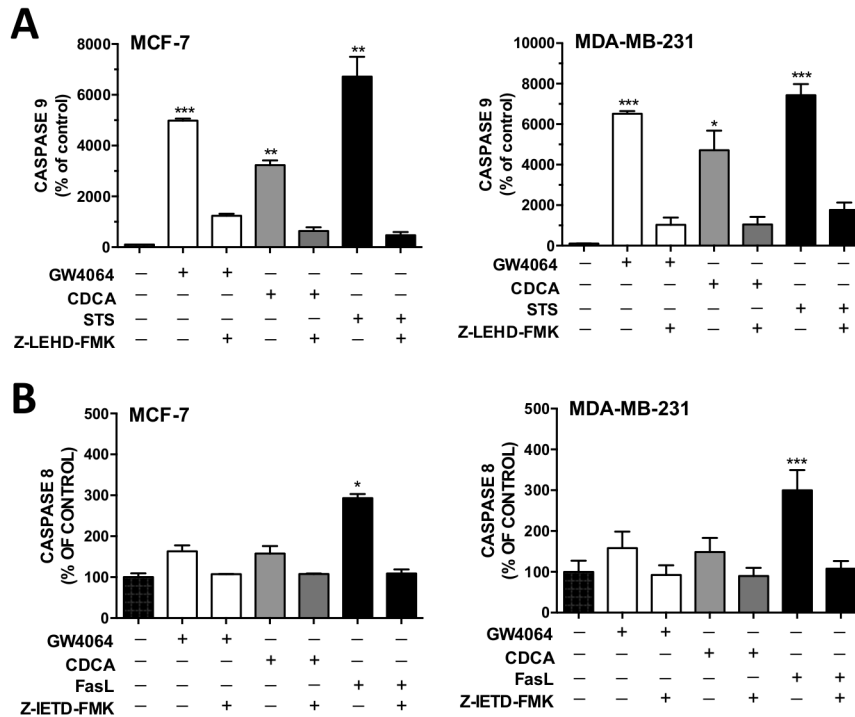 A
MCF-7
CASPASE 9
(% of control)
8000
6000
4000
2000
0
***
**
**
GW4064 – + + – – – –
CDCA – – – + + – –
STS – – – – – + +
Z-LEHD-FMK – – + – + – +
MDA-MB-231
CASPASE 9
(% of control)
10000
8000
6000
4000
2000
0
***
*
***
GW4064 – + + – – – –
CDCA – – – + + – –
STS – – – – – + +
Z-LEHD-FMK – – + – + – +
B
MCF-7
CASPASE 8
(% OF CONTROL)
500
400
300
200
100
0
*
GW4064 – + + – – – –
CDCA – – – + + – –
FasL – – – – – + +
Z-IETD-FMK – – + – + – +
MDA-MB-231
CASPASE 8
(% OF CONTROL)
500
400
300
200
100
0
***
GW4064 – + + – – – –
CDCA – – – + + – –
FasL – – – – – + +
Z-IETD-FMK – – + – + – +